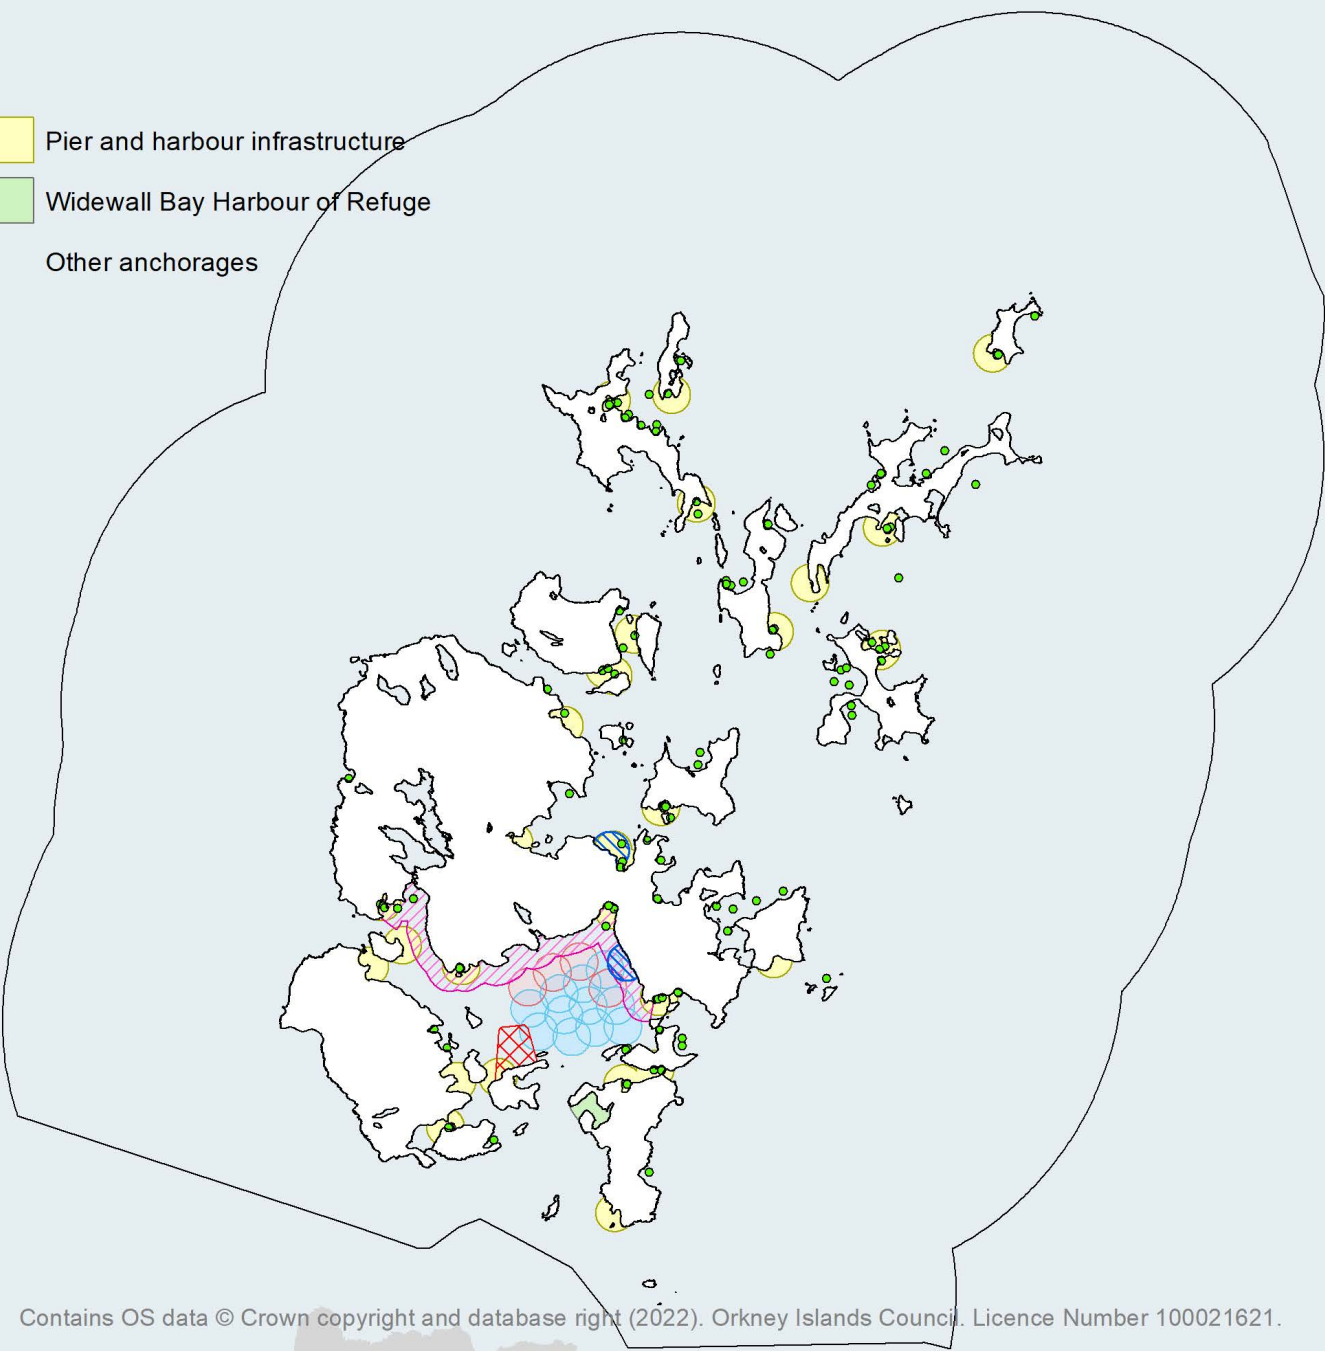 Pier and harbour infrastructure
Widewall Bay Harbour of Refuge
Other anchorages
Contains OS data © Crown copyright and database right (2022). Orkney Islands Council. Licence Number 100021621.